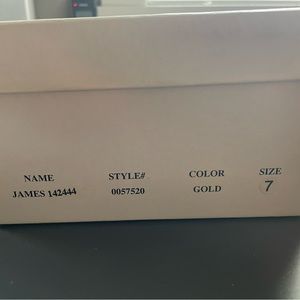 NAME STYLE# COLOR SIZE
JAMES 142444 0057520 GOLD 7